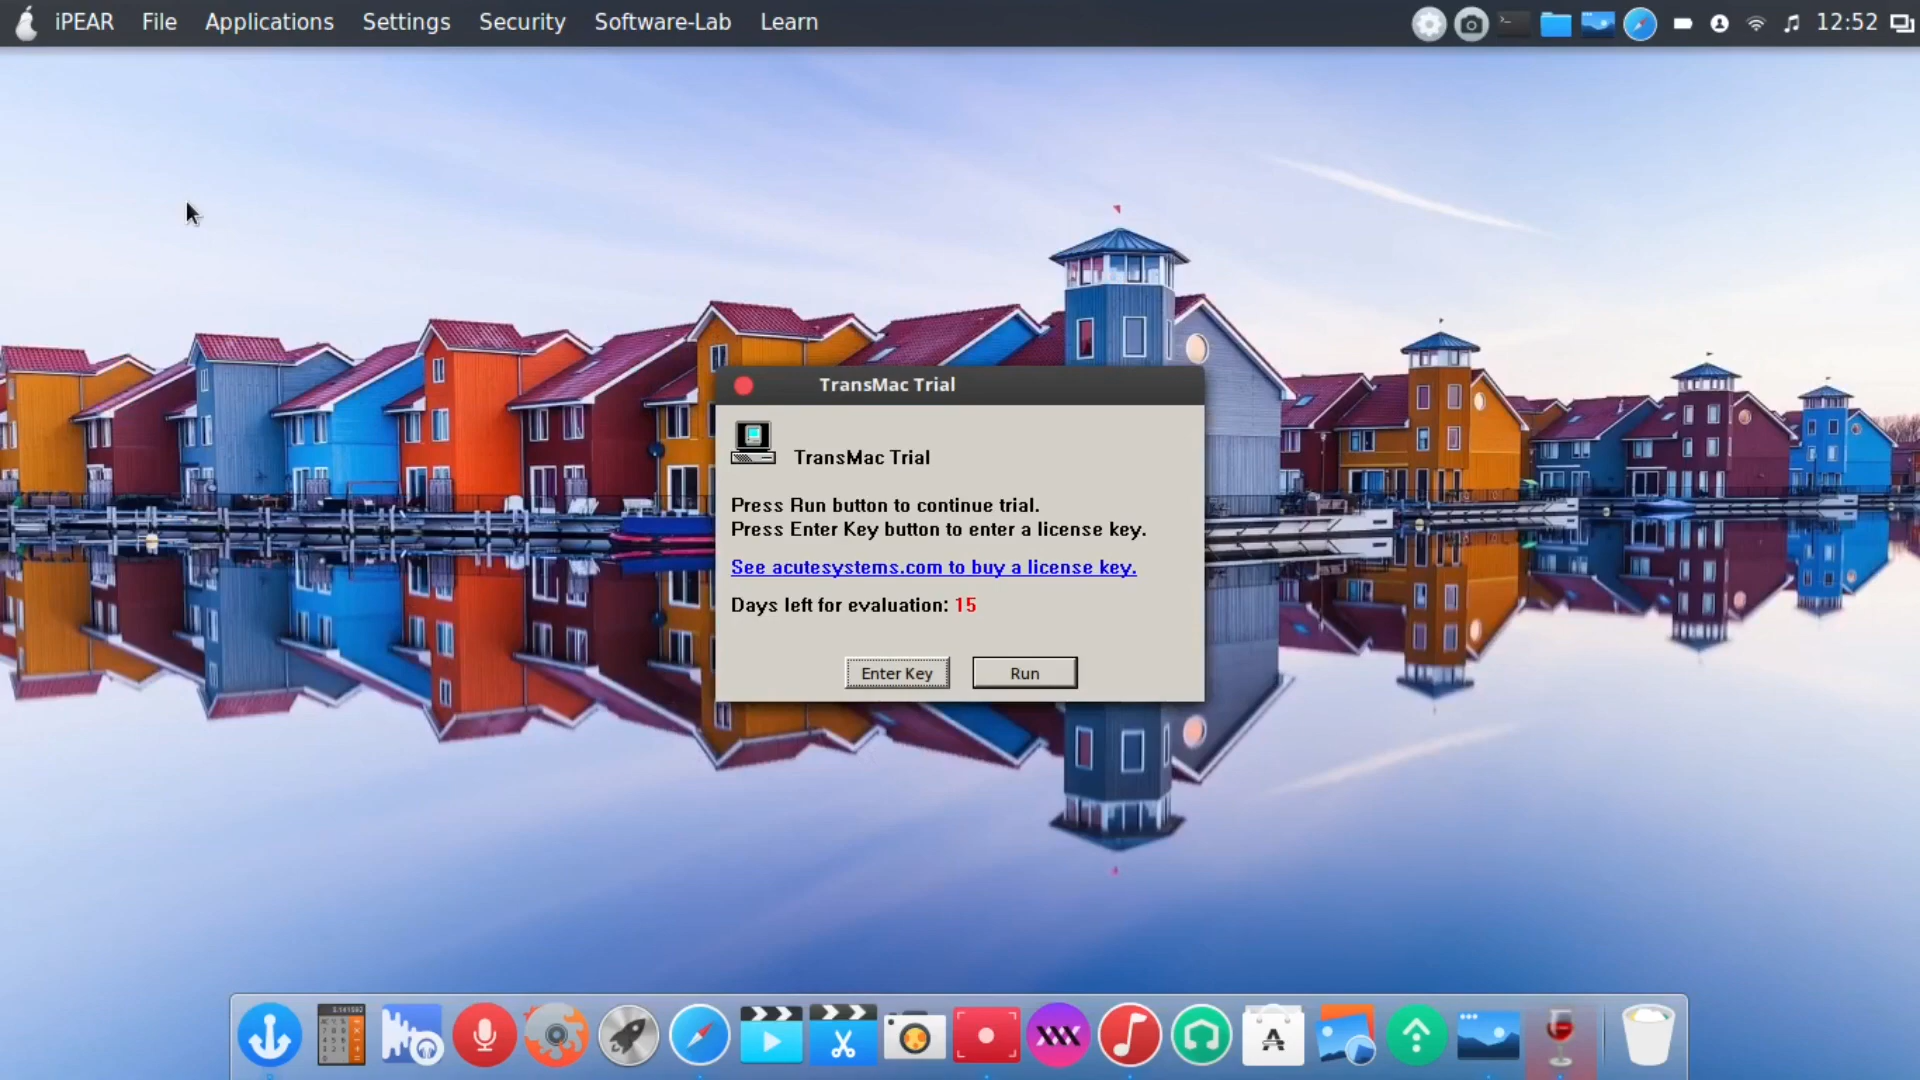 iPEAR File Applications Settings Security Software-Lab Learn 12:52
TransMac Trial
TransMac Trial
Press Run button to continue trial.
Press Enter Key button to enter a license key.
See acutesystems.com to buy a license key.
Days left for evaluation: 15
Enter Key Run